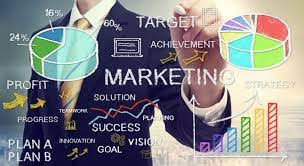 TARGET
16%
24%
60%
ACHIEVEMENT
MARKETING
PROFIT
STRATEGY
SOLUTION
TEAMWORK
PROGRESS
PLANNING
SUCCESS
PLAN A
INNOVATION
VISION
PLAN B
GOAL